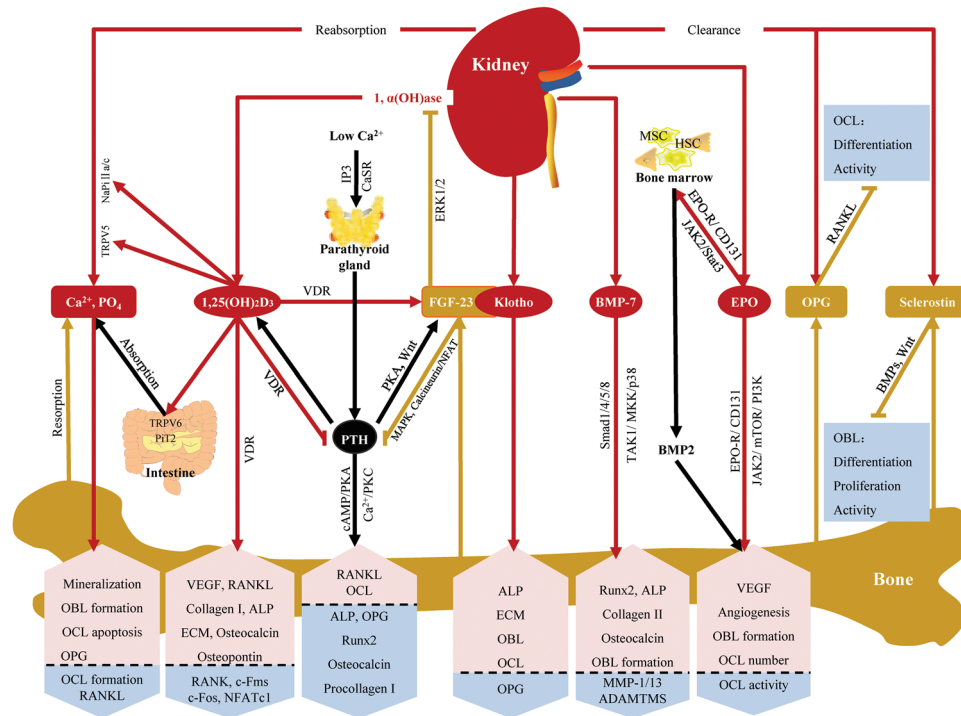 Reabsorption
Clearance
Kidney
1, α(OH)ase
Low Ca²⁺
IP3
CaSR
ERK1/2
Parathyroid
gland
MSC
HSC
Bone marrow
EPO-R/ CD131
JAK2/Stat3
OCL:
Differentiation
Activity
RANKL
NaPiⅡa/c
TRPV5
Ca²⁺, PO₄
1,25(OH)₂D₃
VDR
FGF-23
Klotho
BMP-7
EPO
OPG
Sclerostin
Resorption
Absorption
TRPV6
PiT2
Intestine
VDR
VDR
PTH
PKA, Wnt
MAPK, Calcineurin/NFAT
cAMP/PKA
Ca²⁺/PKC
Smad1/4/5/8
TAK1/ MKK/p38
BMP2
EPO-R/ CD131
JAK2/ mTOR/ PI3K
BMPs, Wnt
OBL:
Differentiation
Proliferation
Activity
Bone
Mineralization
OBL formation
OCL apoptosis
OPG
OCL formation
RANKL
VEGF, RANKL
Collagen I, ALP
ECM, Osteocalcin
Osteopontin
RANK, c-Fms
c-Fos, NFATc1
RANKL
OCL
ALP, OPG
Runx2
Osteocalcin
Procollagen I
ALP
ECM
OBL
OCL
OPG
Runx2, ALP
Collagen II
Osteocalcin
OBL formation
MMP-1/13
ADAMTMS
VEGF
Angiogenesis
OBL formation
OCL number
OCL activity